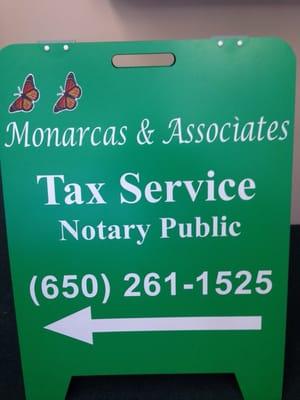 Monarcas & Associates
Tax Service
Notary Public
(650) 261-1525